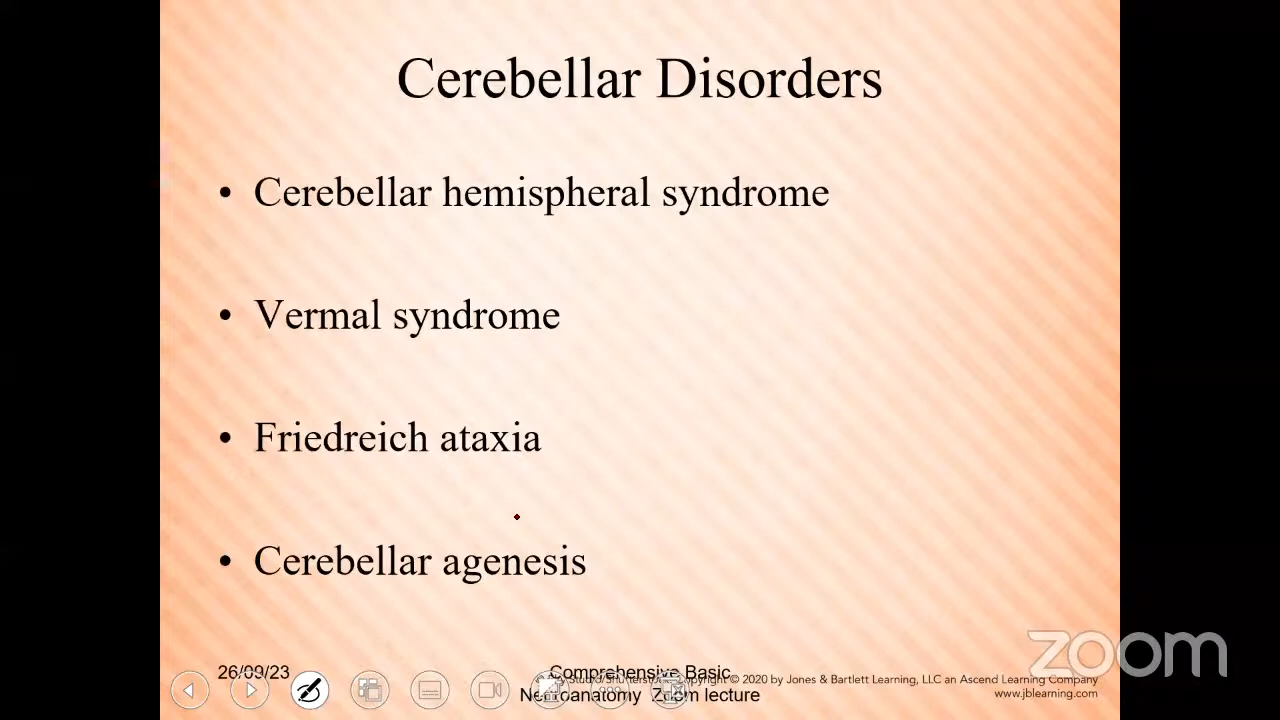 Cerebellar Disorders
• Cerebellar hemispheral syndrome
• Vermal syndrome
• Friedreich ataxia
• Cerebellar agenesis
zoom
26/09/23
Comprehensive Basic
Copyright © 2020 by Jones & Bartlett Learning, LLC an Ascend Learning Company
Neuroanatomy Zoom lecture
www.jblearning.com